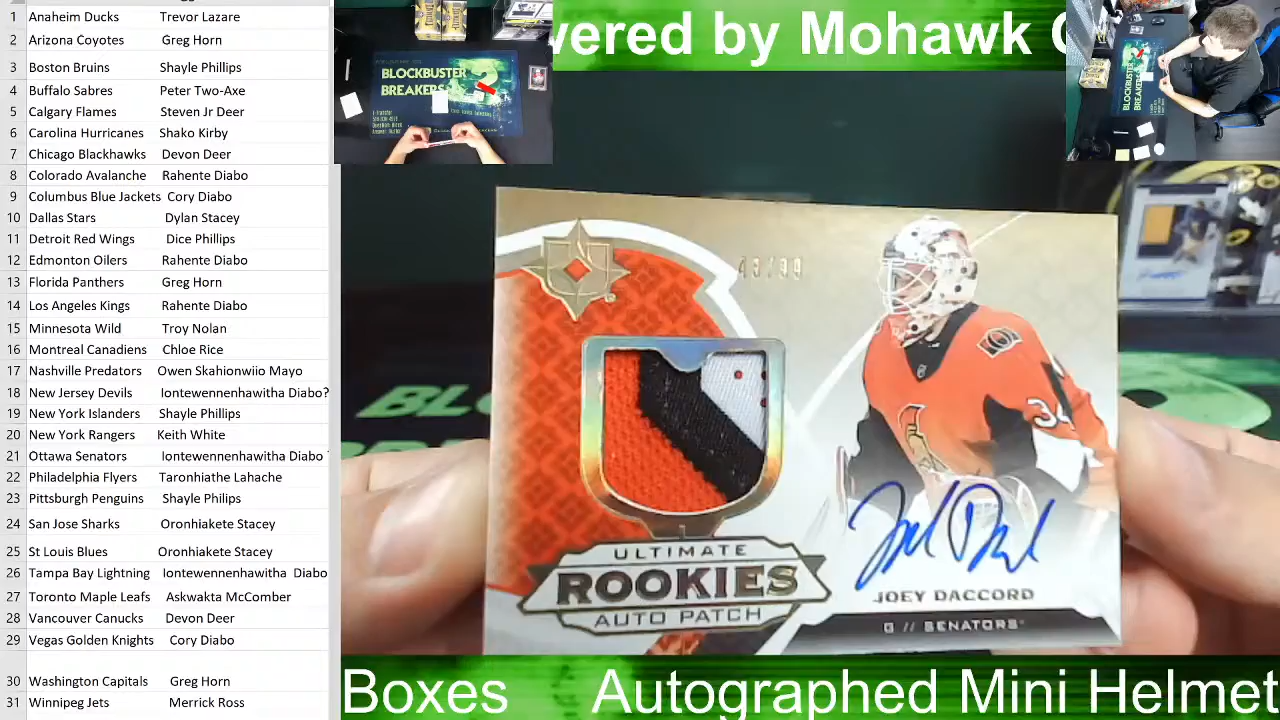 1 Anaheim Ducks Trevor Lazare
Arizona Coyotes Greg Horn
Boston Bruins Shayle Phillips
4 Buffalo Sabres Peter Two-Axe
Calgary Flames Steven Deer
Carolina Hurricanes Shako Kirby
Chicago Blackhawks Devon Deer
8 Colorado Avalanche Rahente Diabo
9 Columbus Blue Jackets Cory Diabo
10 Dallas Stars Dylan Stacey
11 Detroit Red Wings Dice Phillips
12 Edmonton Oilers Rahente Diabo
13 Florida Panthers Greg Horn
14 Los Angeles Kings Rahente Diabo
15 Minnesota Wild Troy Nolan
16 Montreal Canadiens Chloe Rice
17 Nashville Predators Owen Skahionwiio Mayo
18 New Jersey Devils Iontewennenhawitha Diabo?
19 New York Islanders Shayle Phillips
20 New York Rangers Keith White
21 Ottawa Senators Iontewennenhawitha Diabo
22 Philadelphia Flyers Taronhiathe Lahache
23 Pittsburgh Penguins Shayle Philips
24 San Jose Sharks Oronhiakete Stacey
25 St Louis Blues Oronhiakete Stacey
26 Tampa Bay Lightning Iontewennenhawitha Diabo
27 Toronto Maple Leafs Askwakta McComber
28 Vancouver Canucks Devon Deer
29 Vegas Golden Knights Cory Diabo
30 Washington Capitals Greg Horn
31 Winnipeg Jets Merrick Ross
BLOCKBUSTER
BREAKERS
wered by Mohawk
BLOCKBUSTER
BREAKERS
34
ULTIMATE
ROOKIES
AUTO PATCH
JOEY DACCORD
G // SENATORS
Boxes Autographed Mini Helmet